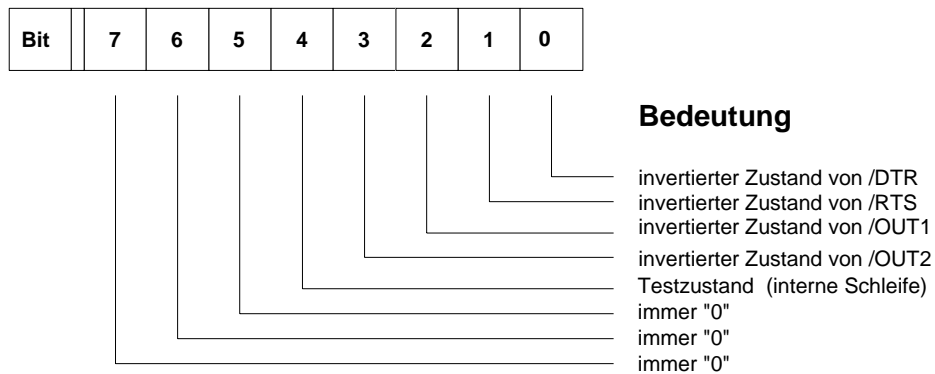 Bit 7 6 5 4 3 2 1 0
Bedeutung
invertierter Zustand von /DTR
invertierter Zustand von /RTS
invertierter Zustand von /OUT1
invertierter Zustand von /OUT2
Testzustand (interne Schleife)
immer "0"
immer "0"
immer "0"